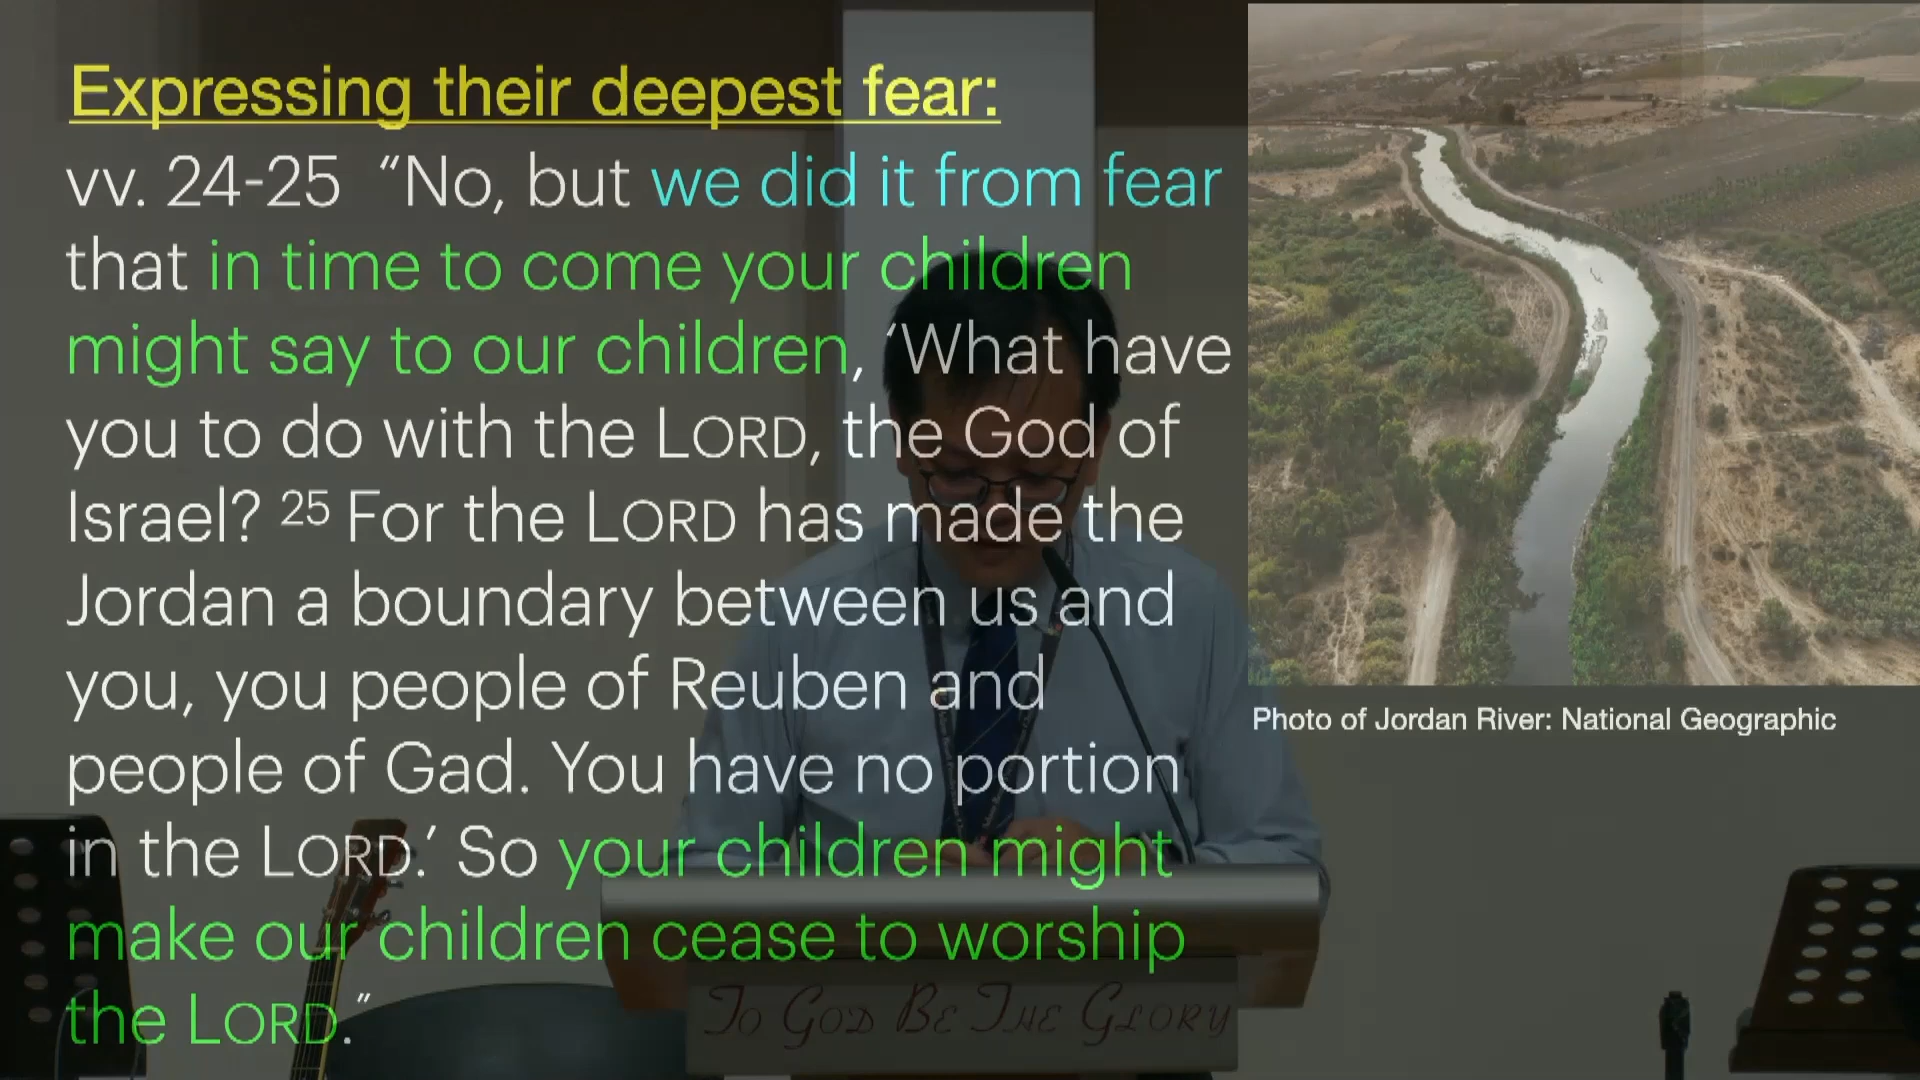 Expressing their deepest fear:
vv. 24-25 “No, but we did it from fear
that in time to come your children
might say to our children, ‘What have
you to do with the LORD, the God of
Israel? 25 For the LORD has made the
Jordan a boundary between us and
you, you people of Reuben and
people of Gad. You have no portion
in the LORD.’ So your children might
make our children cease to worship
the LORD.”
Photo of Jordan River: National Geographic
TO GOD BE THE GLORY